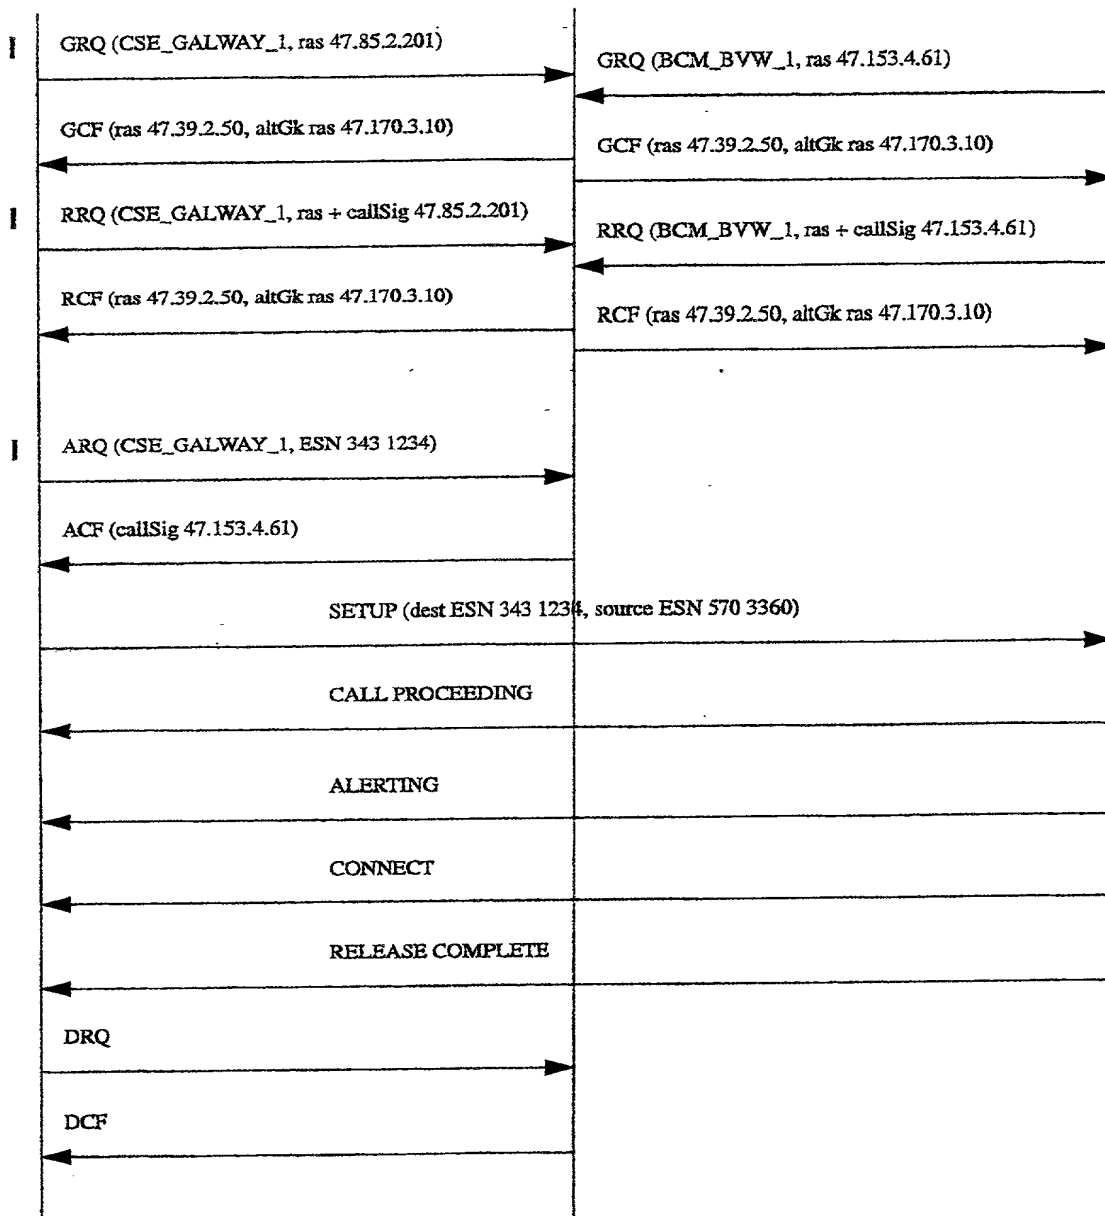 GRQ (CSE_GALWAY_1, ras 47.85.2.201)
GRQ (BCM_BVW_1, ras 47.153.4.61)
GCF (ras 47.39.2.50, altGk ras 47.170.3.10)
GCF (ras 47.39.2.50, altGk ras 47.170.3.10)
RRQ (CSE_GALWAY_1, ras + callSig 47.85.2.201)
RRQ (BCM_BVW_1, ras + callSig 47.153.4.61)
RCF (ras 47.39.2.50, altGk ras 47.170.3.10)
RCF (ras 47.39.2.50, altGk ras 47.170.3.10)
ARQ (CSE_GALWAY_1, ESN 343 1234)
ACF (callSig 47.153.4.61)
SETUP (dest ESN 343 1234, source ESN 570 3360)
CALL PROCEEDING
ALERTING
CONNECT
RELEASE COMPLETE
DRQ
DCF